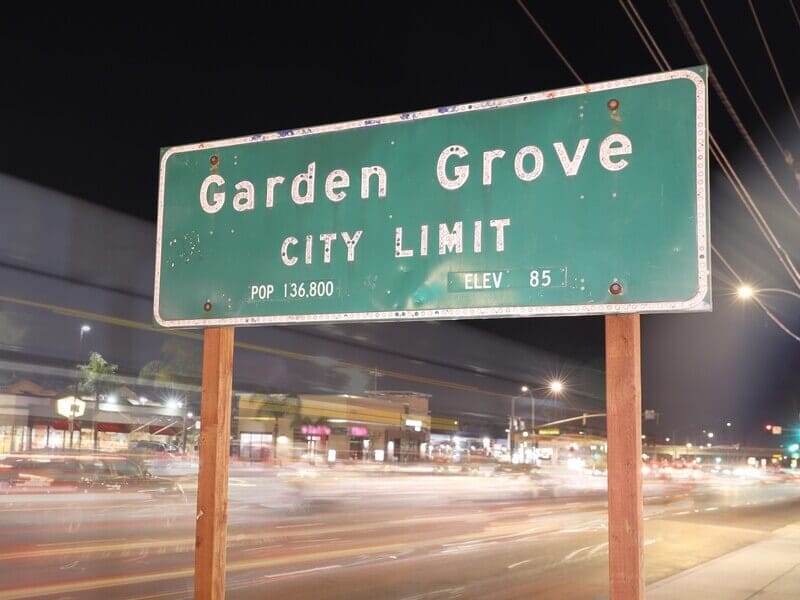 Garden Grove
CITY LIMIT
POP 136,800 ELEV 85